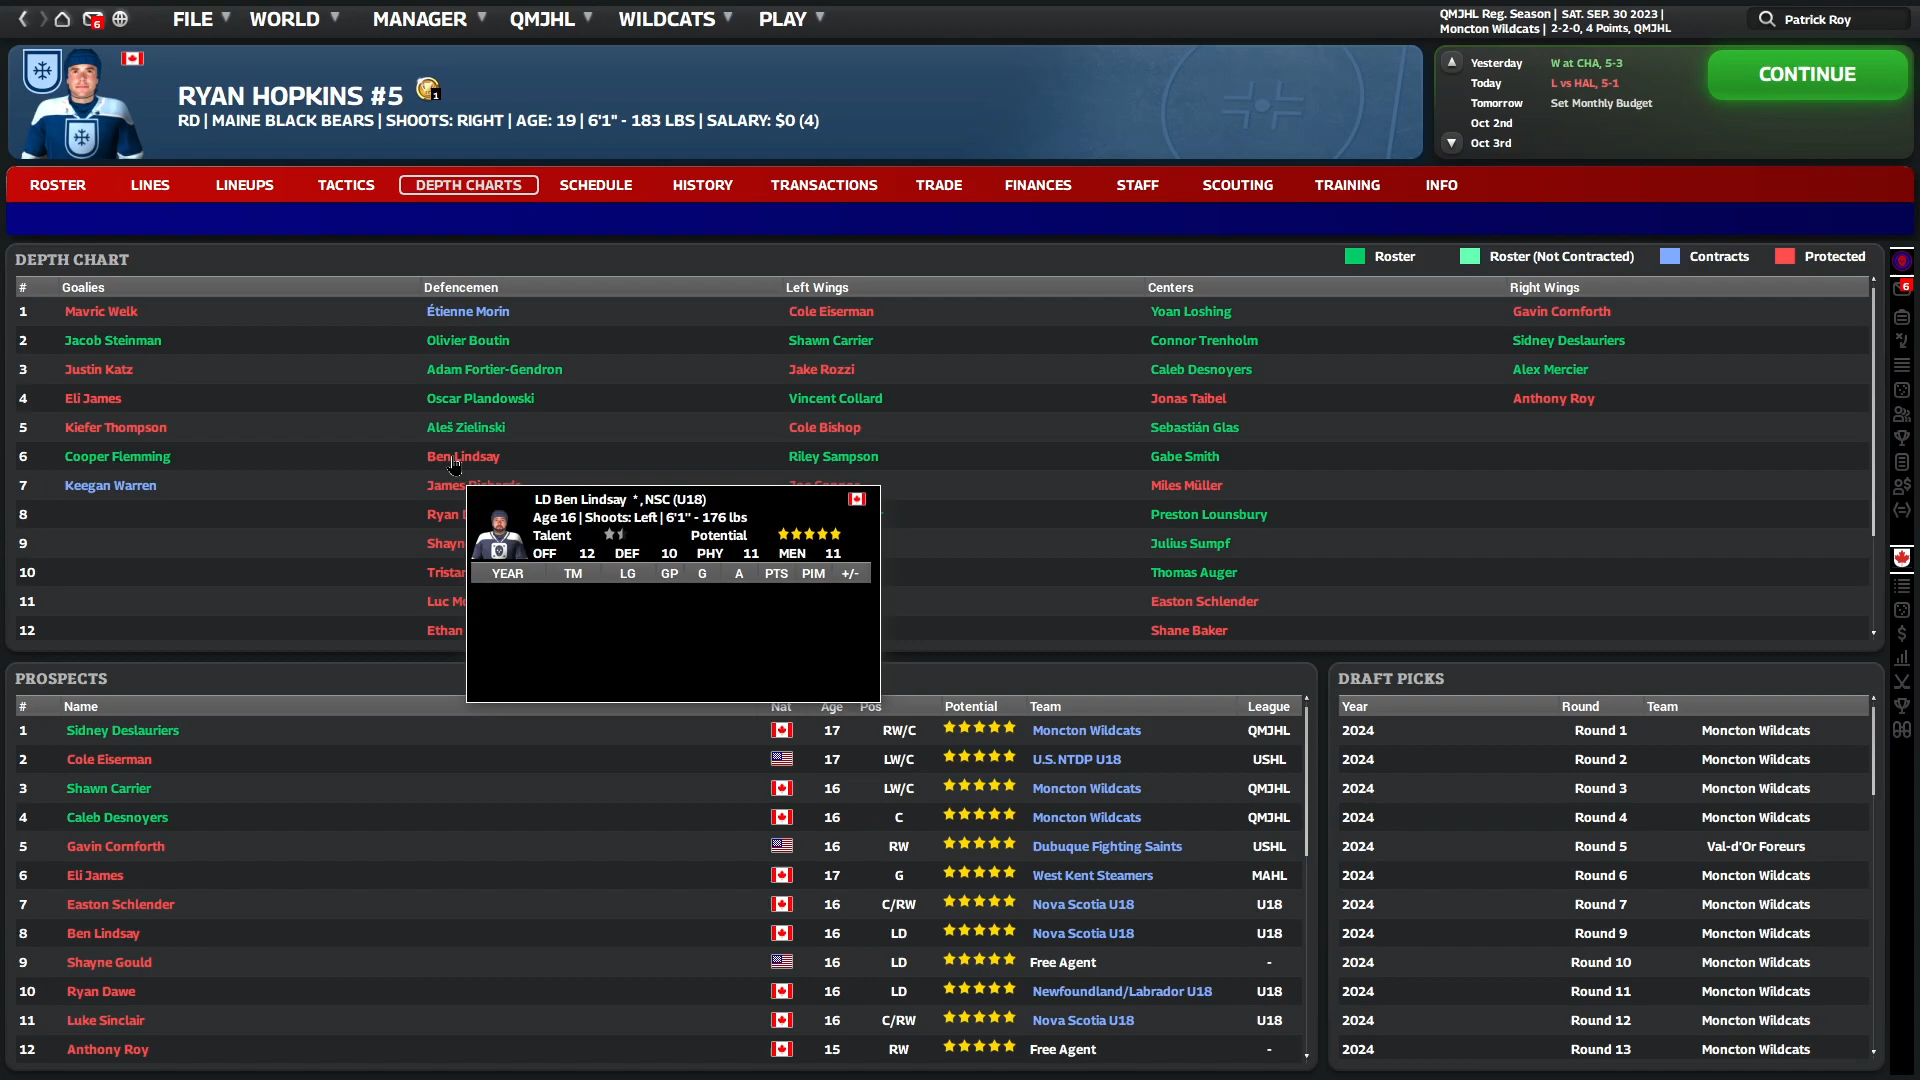 FILE
WORLD
MANAGER
QMJHL
WILDCATS
PLAY
6
QMJHL Reg. Season | SAT. SEP. 30 2023 |
Moncton Wildcats | 2-2-0, 4 Points, QMJHL
Patrick Roy
RYAN HOPKINS #5
1
RD | MAINE BLACK BEARS | SHOOTS: RIGHT | AGE: 19 | 6'1" - 183 LBS | SALARY: $0 (4)
Yesterday W at CHA, 5-3
Today L vs HAL, 5-1
Tomorrow Set Monthly Budget
Oct 2nd
Oct 3rd
CONTINUE
ROSTER LINES LINEUPS TACTICS DEPTH CHARTS SCHEDULE HISTORY TRANSACTIONS TRADE FINANCES STAFF SCOUTING TRAINING INFO
DEPTH CHART
Roster Roster (Not Contracted) Contracts Protected
6
# Goalies Defencemen Left Wings Centers Right Wings
1 Mavric Welk Étienne Morin Cole Eiserman Yoan Loshing Gavin Cornforth
2 Jacob Steinman Olivier Boutin Shawn Carrier Connor Trenholm Sidney Deslauriers
3 Justin Katz Adam Fortier-Gendron Jake Rozzi Caleb Desnoyers Alex Mercier
4 Eli James Oscar Plandowski Vincent Collard Jonas Taibel Anthony Roy
5 Kiefer Thompson Aleš Zielinski Cole Bishop Sebastián Glas
6 Cooper Flemming Ben Lindsay Riley Sampson Gabe Smith
7 Keegan Warren James Miles Müller
8 Ryan Preston Lounsbury
9 Shayn Julius Sumpf
10 Tristan Thomas Auger
11 Luc Easton Schlender
12 Ethan Shane Baker
LD Ben Lindsay *, NSC (U18)
Age 16 | Shoots: Left | 6'1" - 176 lbs
Talent Potential
OFF 12 DEF 10 PHY 11 MEN 11
YEAR TM LG GP G A PTS PIM +/-
PROSPECTS
# Name Nat Age Pos Potential Team League
1 Sidney Deslauriers 17 RW/C Moncton Wildcats QMJHL
2 Cole Eiserman 17 LW/C U.S. NTDP U18 USHL
3 Shawn Carrier 16 LW/C Moncton Wildcats QMJHL
4 Caleb Desnoyers 16 C Moncton Wildcats QMJHL
5 Gavin Cornforth 16 RW Dubuque Fighting Saints USHL
6 Eli James 17 G West Kent Steamers MAHL
7 Easton Schlender 16 C/RW Nova Scotia U18 U18
8 Ben Lindsay 16 LD Nova Scotia U18 U18
9 Shayne Gould 16 LD Free Agent -
10 Ryan Dawe 16 LD Newfoundland/Labrador U18 U18
11 Luke Sinclair 16 C/RW Nova Scotia U18 U18
12 Anthony Roy 15 RW Free Agent -
DRAFT PICKS
Year Round Team
2024 Round 1 Moncton Wildcats
2024 Round 2 Moncton Wildcats
2024 Round 3 Moncton Wildcats
2024 Round 4 Moncton Wildcats
2024 Round 5 Val-d'Or Foreurs
2024 Round 6 Moncton Wildcats
2024 Round 7 Moncton Wildcats
2024 Round 9 Moncton Wildcats
2024 Round 10 Moncton Wildcats
2024 Round 11 Moncton Wildcats
2024 Round 12 Moncton Wildcats
2024 Round 13 Moncton Wildcats